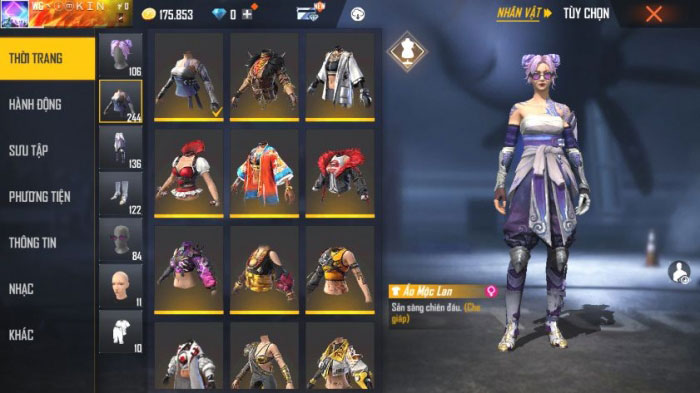 175.853
0
NHÂN VẬT
TÙY CHỌN
THỜI TRANG
HÀNH ĐỘNG
SƯU TẬP
PHƯƠNG TIỆN
THÔNG TIN
NHẠC
KHÁC
106
244
136
122
84
11
10
Áo Mộc Lan
Sẵn sàng chiến đấu. (Che
giáp)